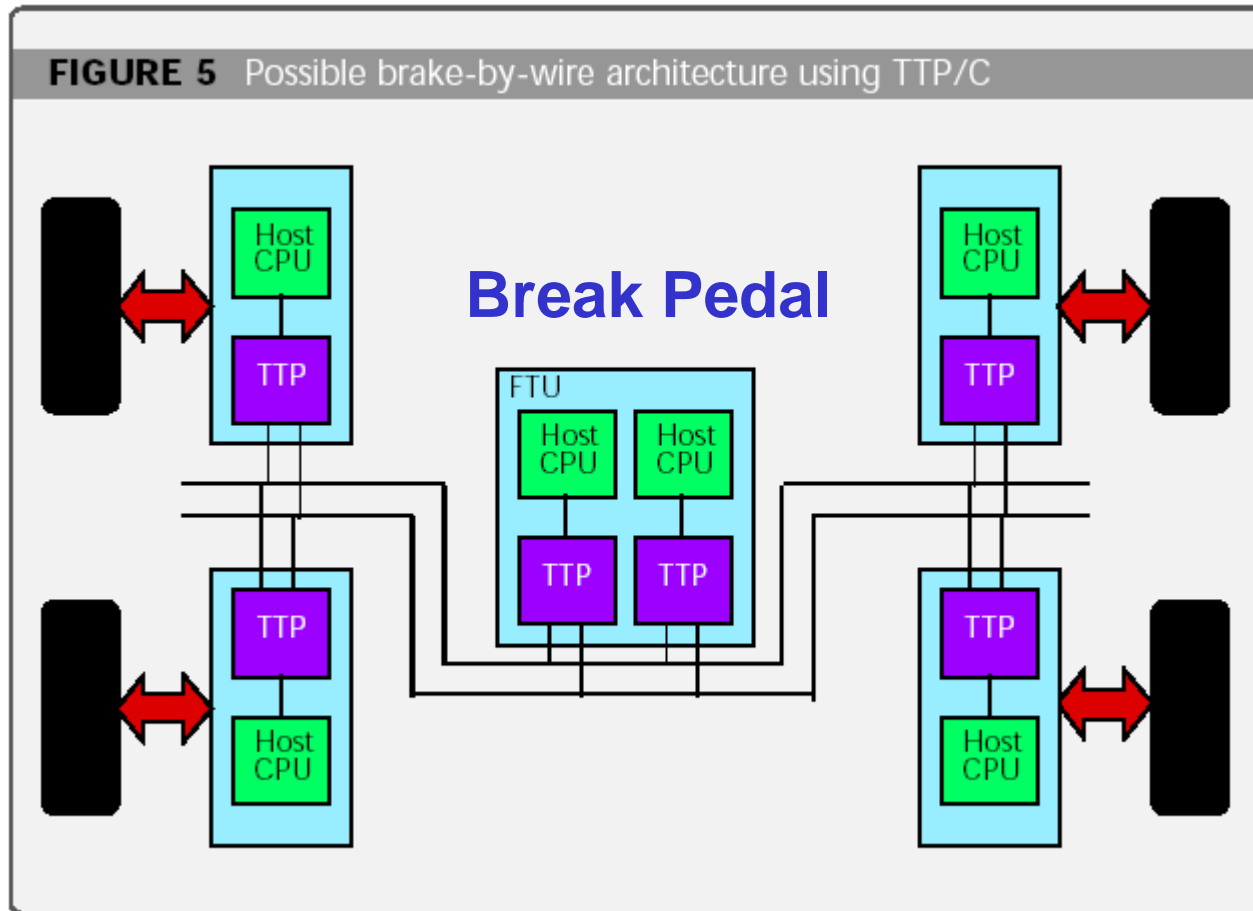 FIGURE 5 Possible brake-by-wire architecture using TTP/C
Host
CPU
TTP
Break Pedal
Host
CPU
TTP
FTU
Host
CPU
TTP
Host
CPU
TTP
TTP
Host
CPU
TTP
Host
CPU